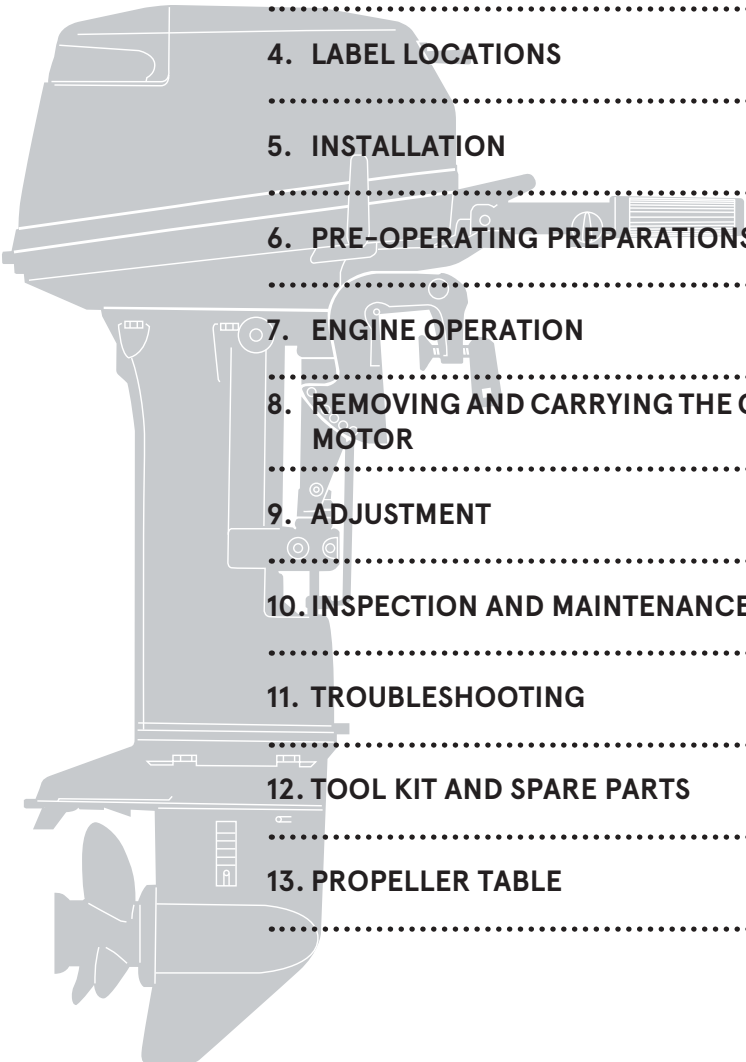 4. LABEL LOCATIONS
5. INSTALLATION
6. PRE-OPERATING PREPARATIONS
7. ENGINE OPERATION
8. REMOVING AND CARRYING THE
MOTOR
9. ADJUSTMENT
10. INSPECTION AND MAINTENANCE
11. TROUBLESHOOTING
12. TOOL KIT AND SPARE PARTS
13. PROPELLER TABLE